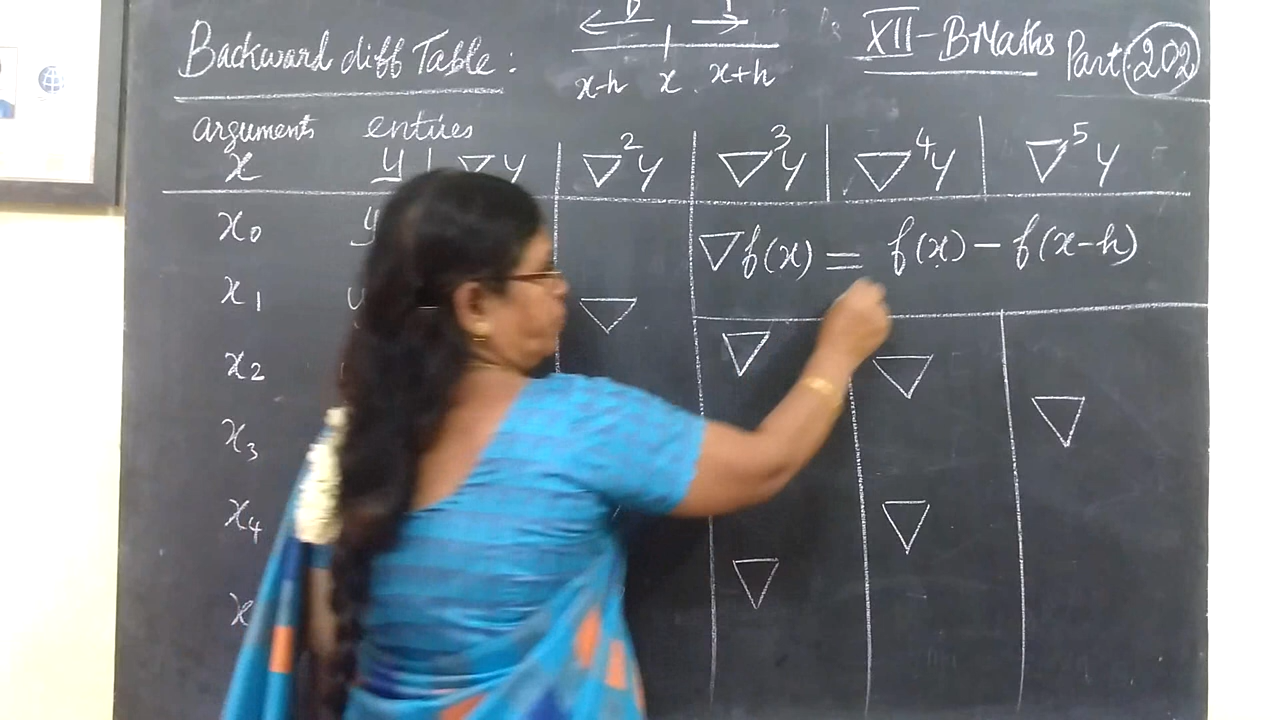 Backward diff Table :
x-h x x+h
XII - B.Maths Part. 202
arguments entries
x y ∇y ∇²y ∇³y ∇⁴y ∇⁵y
x₀ y
∇f(x) = f(x) - f(x-h)
x₁ ∇
x₂ ∇ ∇
x₃ ∇
x₄ ∇
x ∇